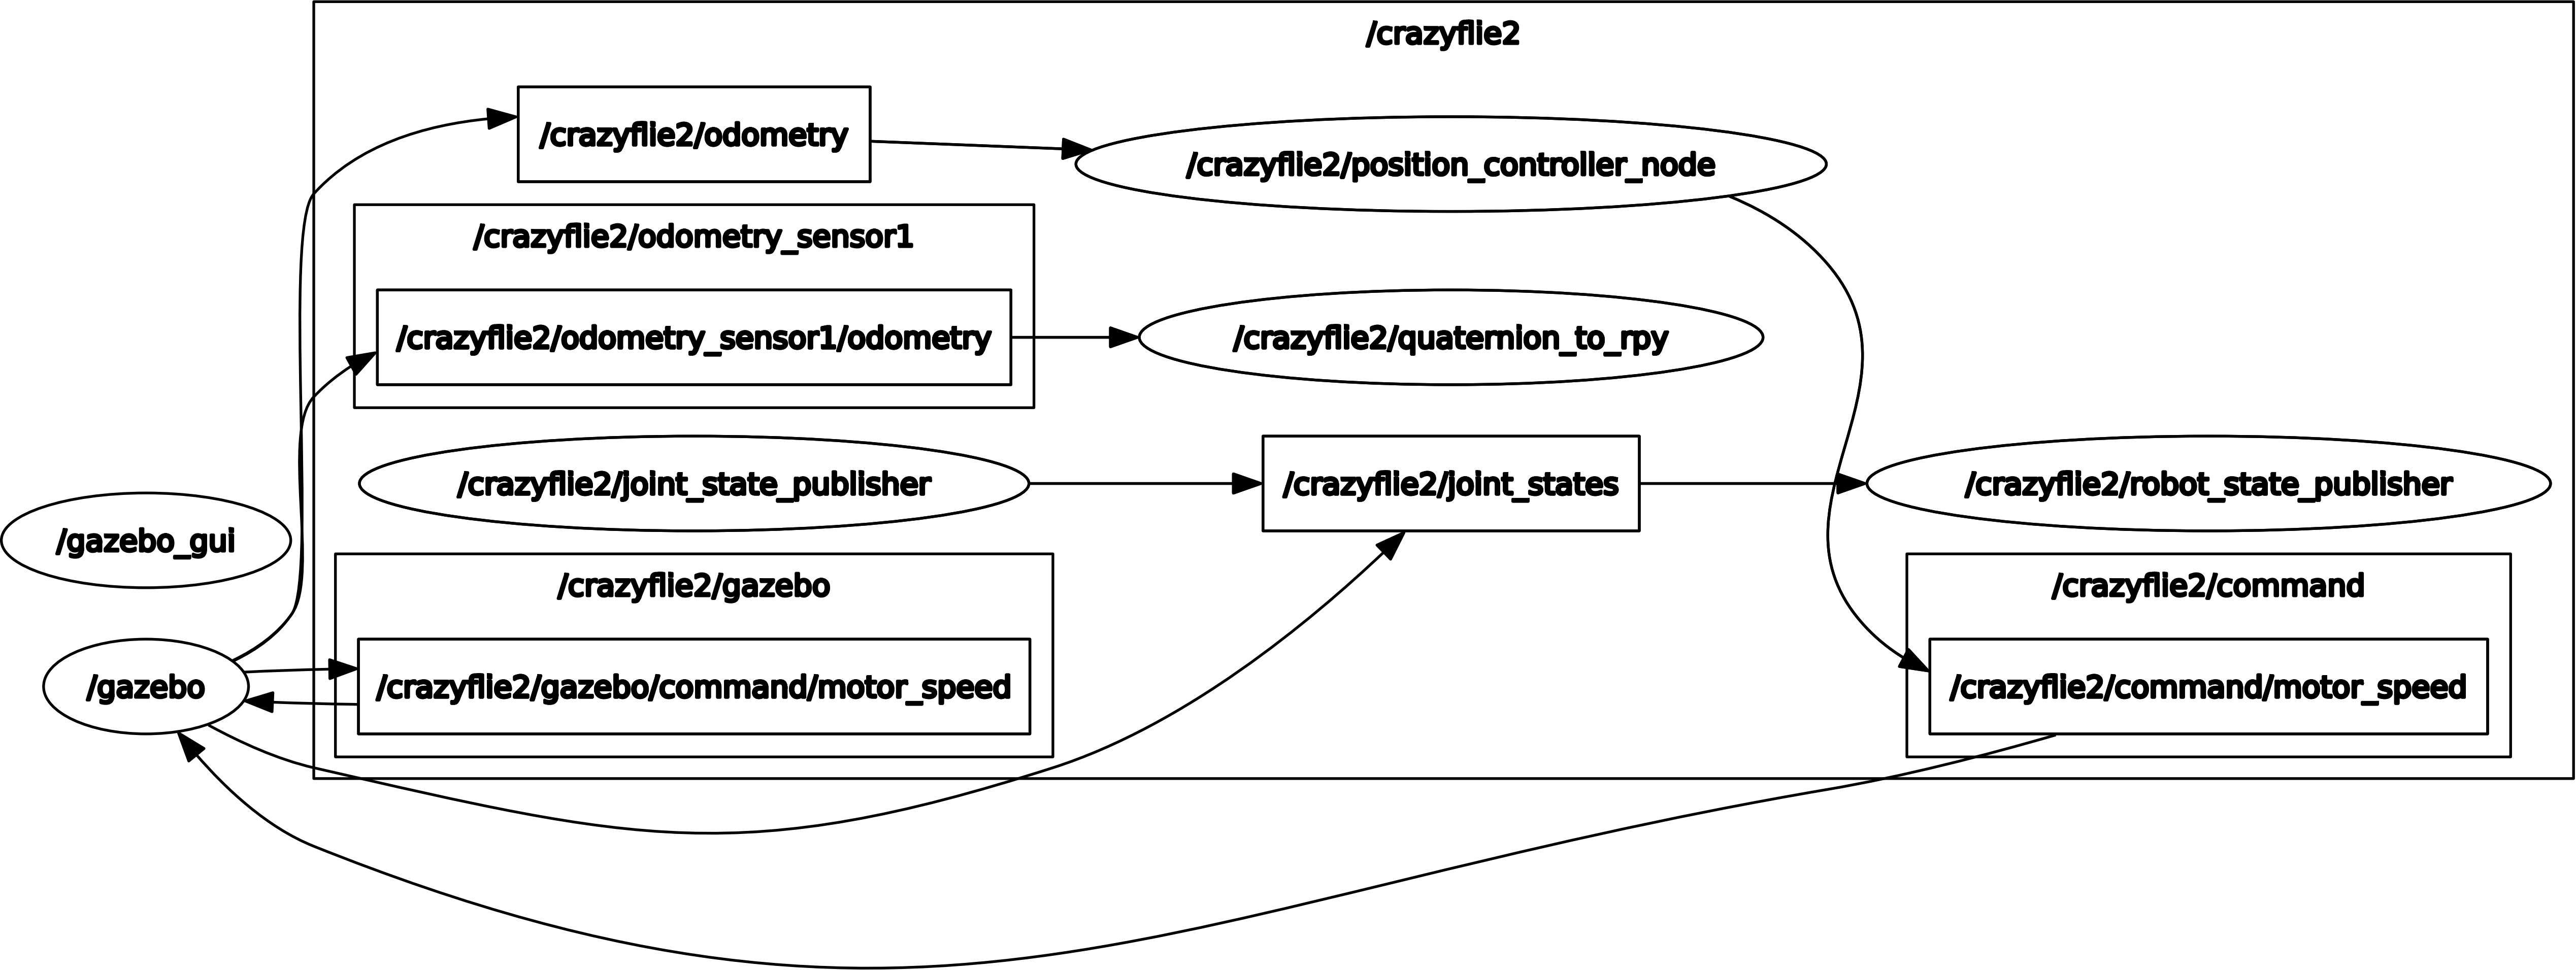 /crazyflie2
/crazyflie2/odometry
/crazyflie2/position_controller_node
/crazyflie2/odometry_sensor1
/crazyflie2/odometry_sensor1/odometry
/crazyflie2/quaternion_to_rpy
/crazyflie2/joint_state_publisher
/crazyflie2/joint_states
/crazyflie2/robot_state_publisher
/gazebo_gui
/crazyflie2/gazebo
/crazyflie2/command
/gazebo
/crazyflie2/gazebo/command/motor_speed
/crazyflie2/command/motor_speed